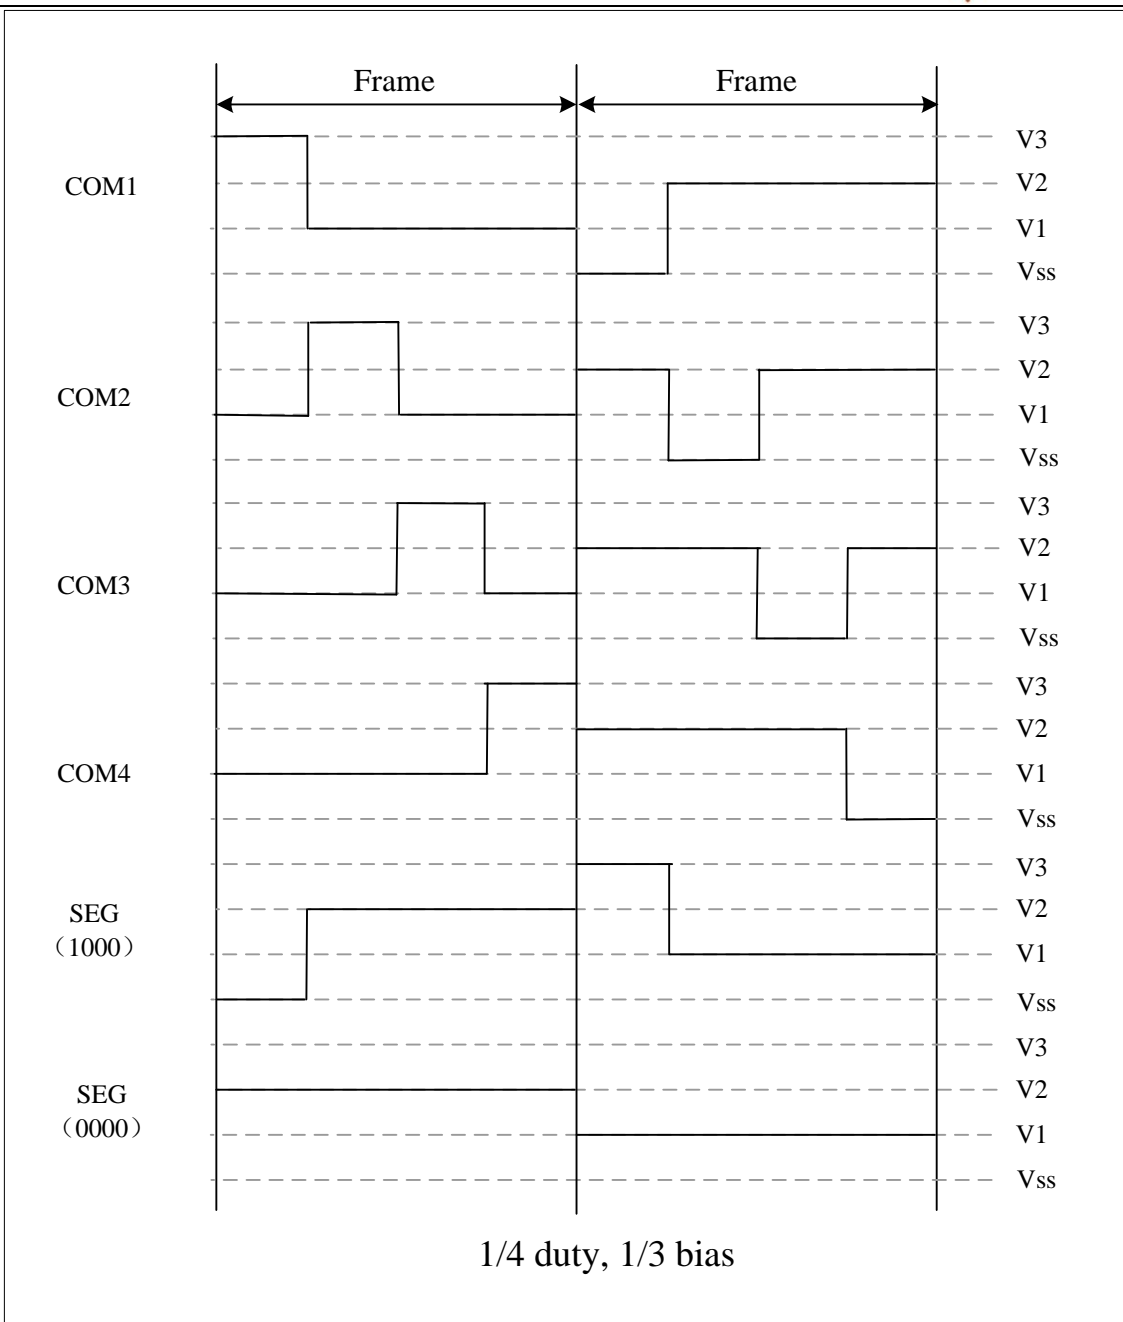 Frame Frame
V3
COM1 V2
V1
Vss
V3
V2
COM2
V1
Vss
V3
V2
COM3 V1
Vss
V3
V2
COM4 V1
Vss
V3
SEG V2
（1000） V1
Vss
V3
SEG V2
（0000） V1
Vss
1/4 duty, 1/3 bias